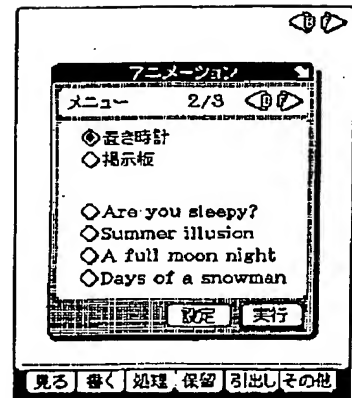 アニメーション
メニュー 2/3
置き時計
掲示板
Are you sleepy?
Summer illusion
A full moon night
Days of a snowman
設定 実行
見る 書く 処理 保留 引出し その他